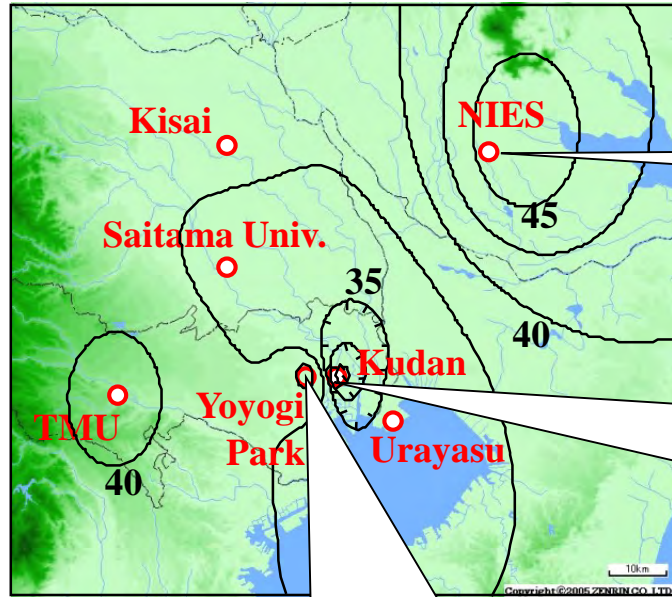 NIES
Kisai
45
Saitama Univ.
35
40
Kudan
Yoyogi
Park
TMU
Urayasu
40
10km
Copyright ©2005 ZENRIN CO. LTD